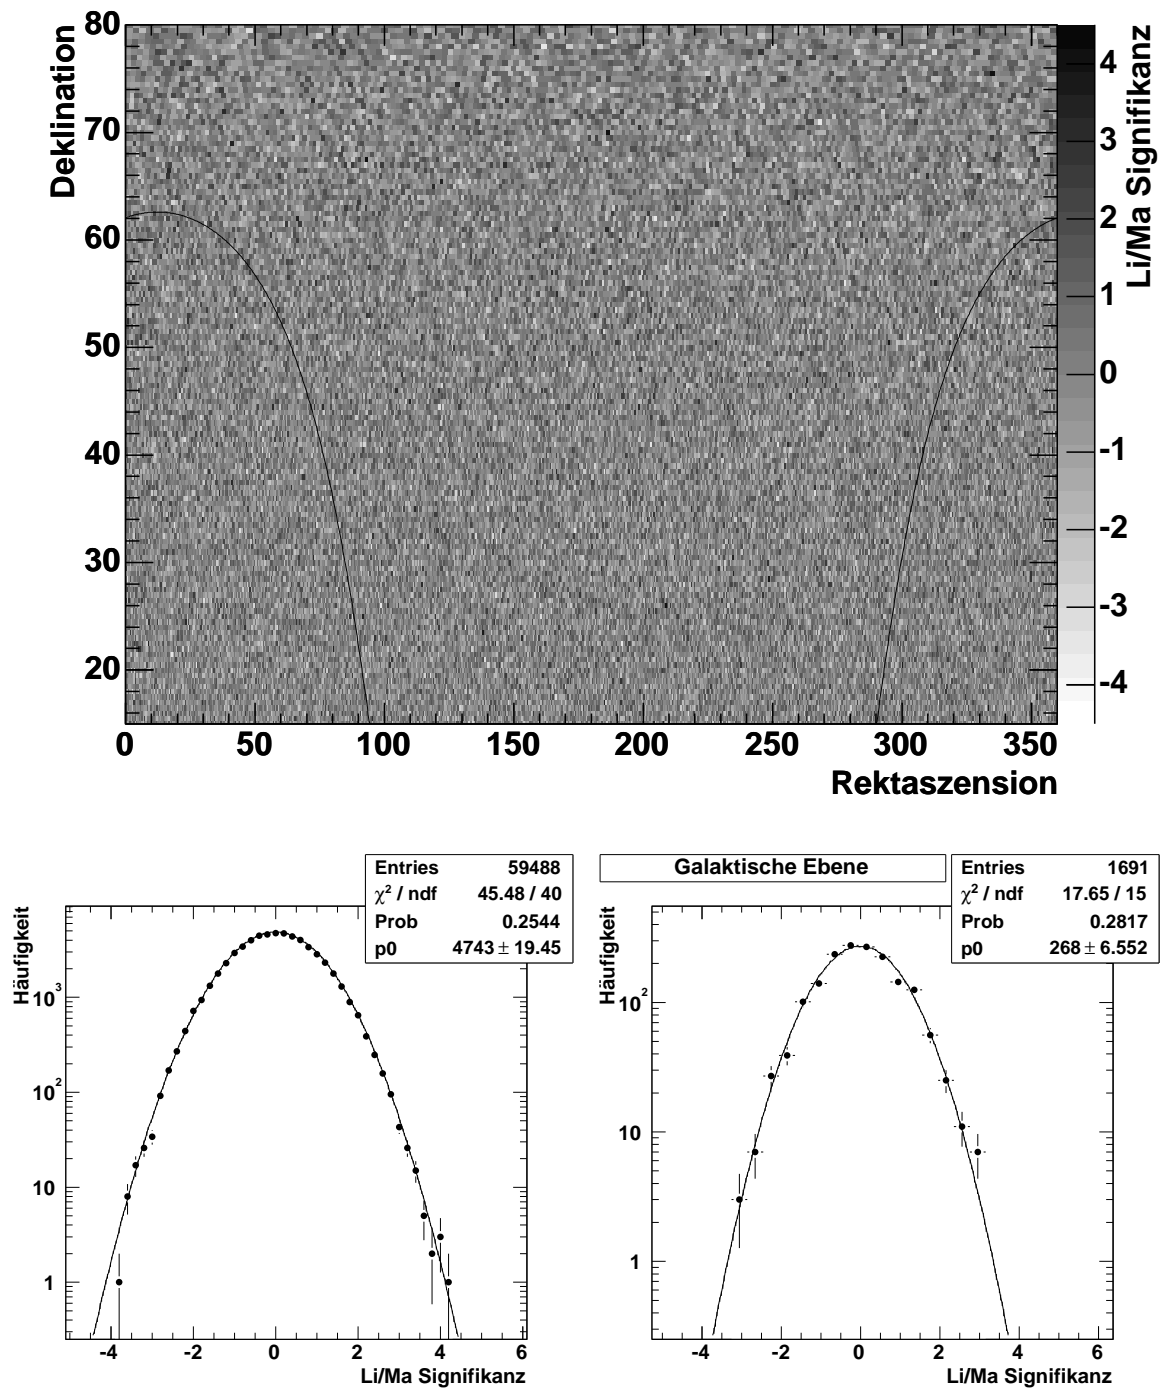 80
70
60
50
40
30
20
Deklination
0 50 100 150 200 250 300 350
Rektaszension
4
3
2
1
0
-1
-2
-3
-4
Li/Ma Signifikanz
Entries 59488
χ² / ndf 45.48 / 40
Prob 0.2544
p0 4743 ± 19.45
Häufigkeit
10³
10²
10
1
-4 -2 0 2 4 6
Li/Ma Signifikanz
Galaktische Ebene
Entries 1691
χ² / ndf 17.65 / 15
Prob 0.2817
p0 268 ± 6.552
Häufigkeit
10²
10
1
-4 -2 0 2 4 6
Li/Ma Signifikanz